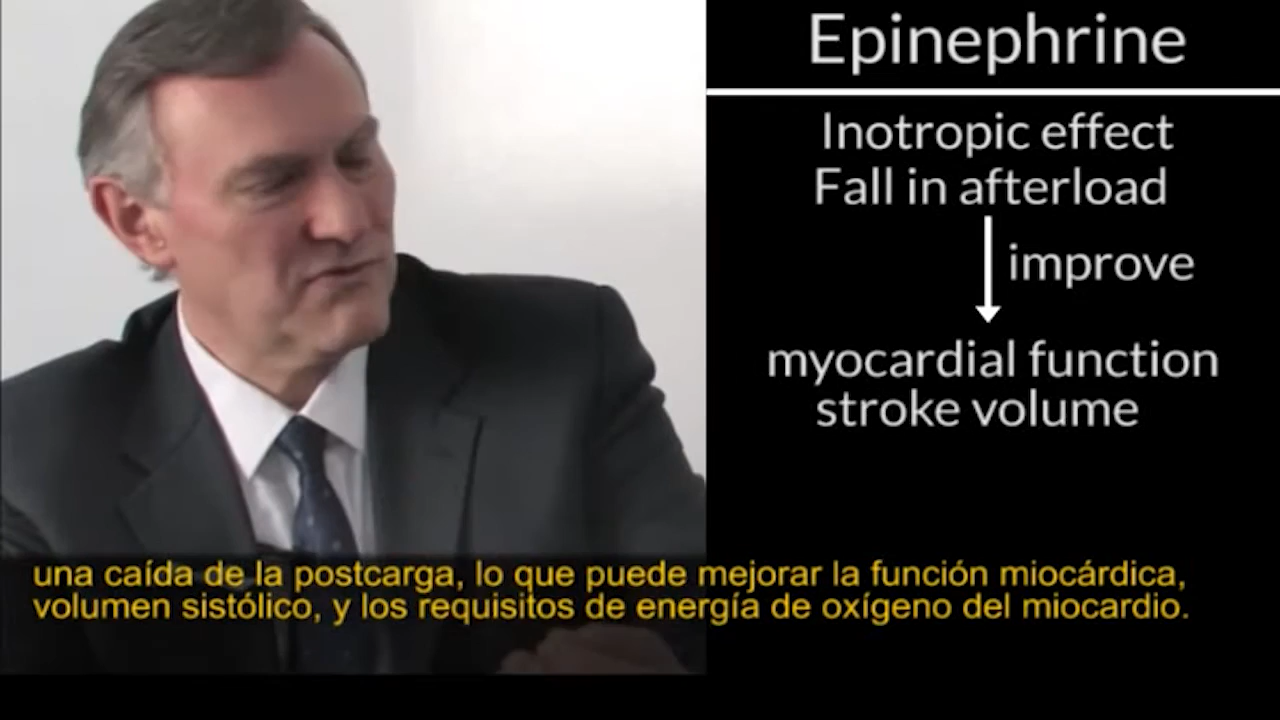 Epinephrine
Inotropic effect
Fall in afterload
improve
myocardial function
stroke volume
una caída de la postcarga, lo que puede mejorar la función miocárdica,
volumen sistólico, y los requisitos de energía de oxígeno del miocardio.